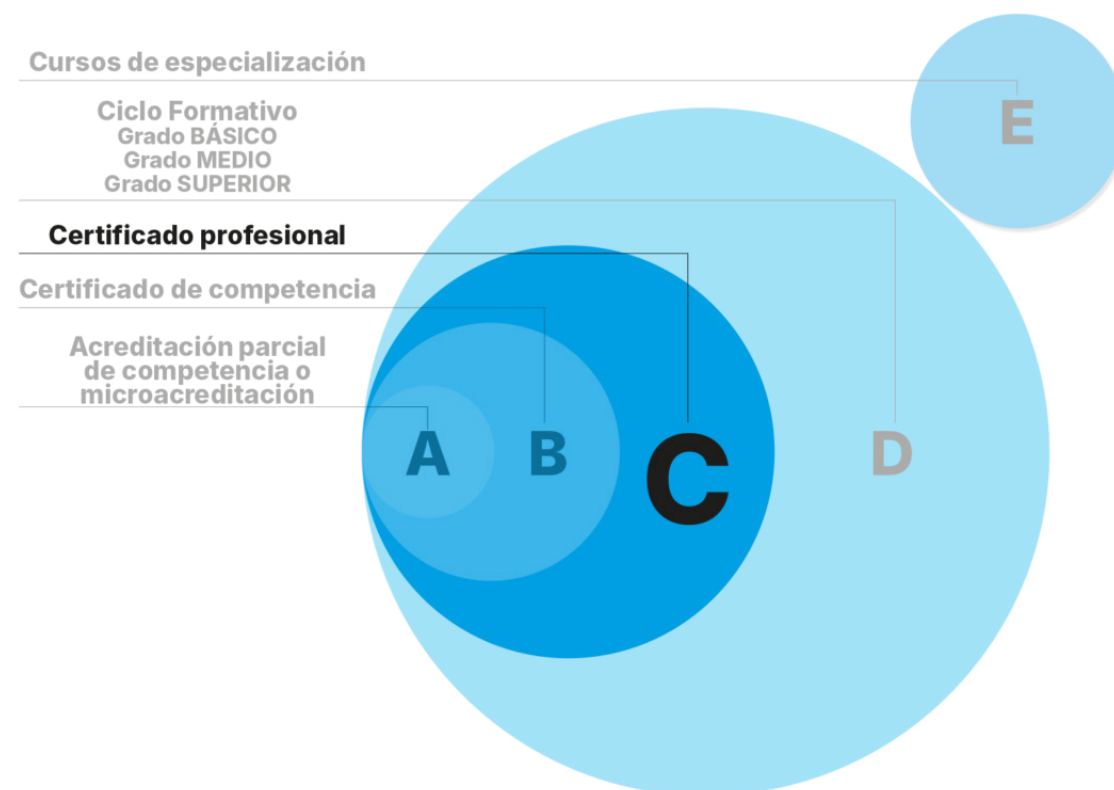 Cursos de especialización
Ciclo Formativo
Grado BÁSICO
Grado MEDIO
Grado SUPERIOR
Certificado profesional
Certificado de competencia
Acreditación parcial
de competencia o
microacreditación
E
A
B
C
D